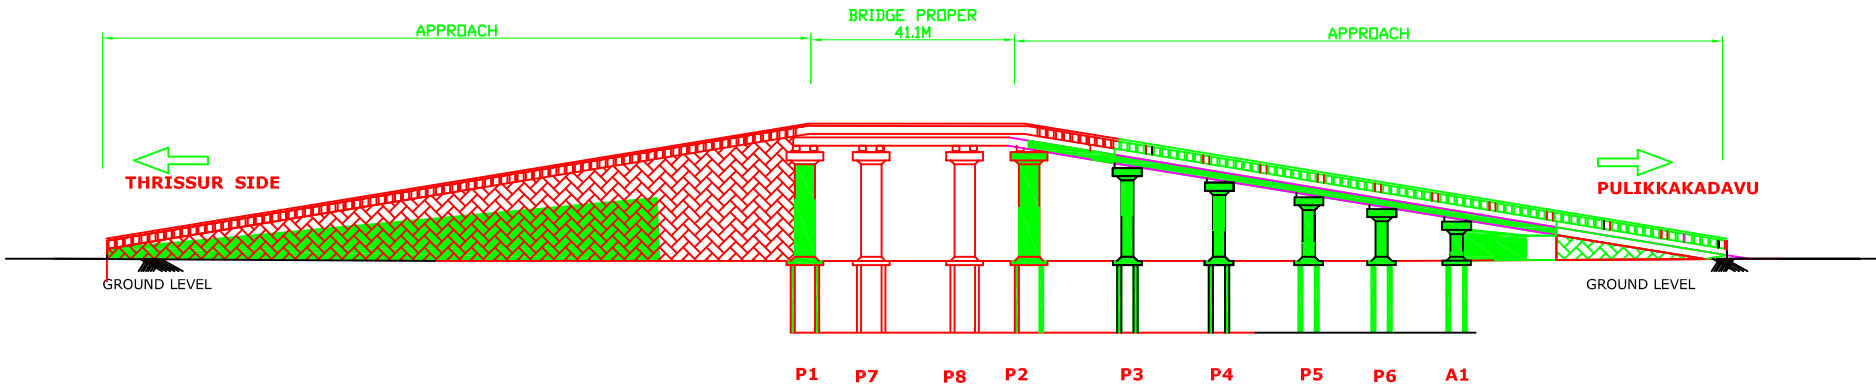 BRIDGE PROPER
APPROACH
41.1M
APPROACH
THRISSUR SIDE
PULIKKAKADAVU
GROUND LEVEL
GROUND LEVEL
P1 P7 P8 P2 P3 P4 P5 P6 A1